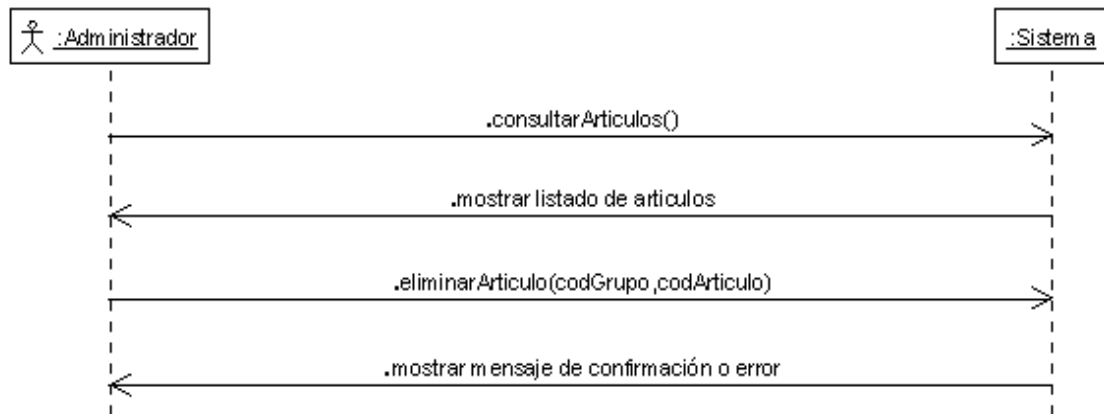 :Administrador
:Sistema
.consultarArticulos()
.mostrar listado de articulos
.eliminarArticulo(codGrupo,codArticulo)
.mostrar mensaje de confirmación o error